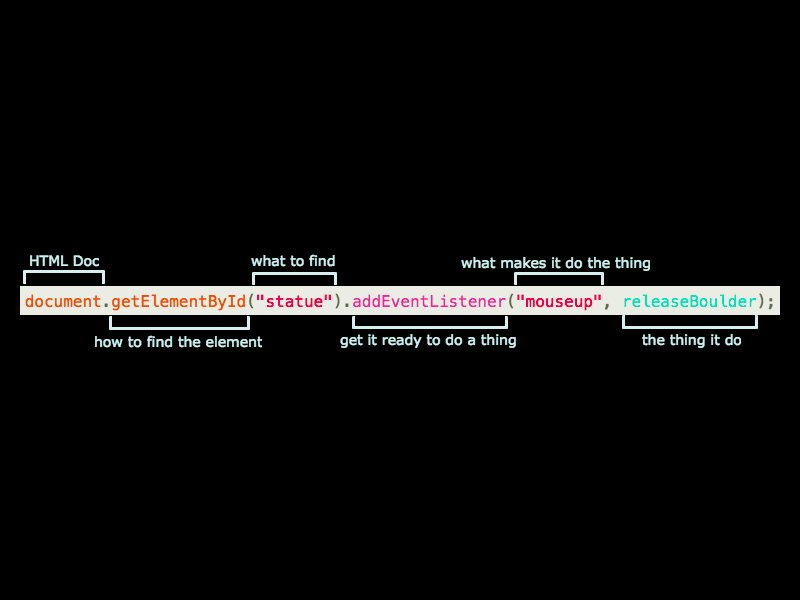 HTML Doc
what to find
what makes it do the thing
document.getElementById("statue").addEventListener("mouseup", releaseBoulder);
how to find the element
get it ready to do a thing
the thing it do